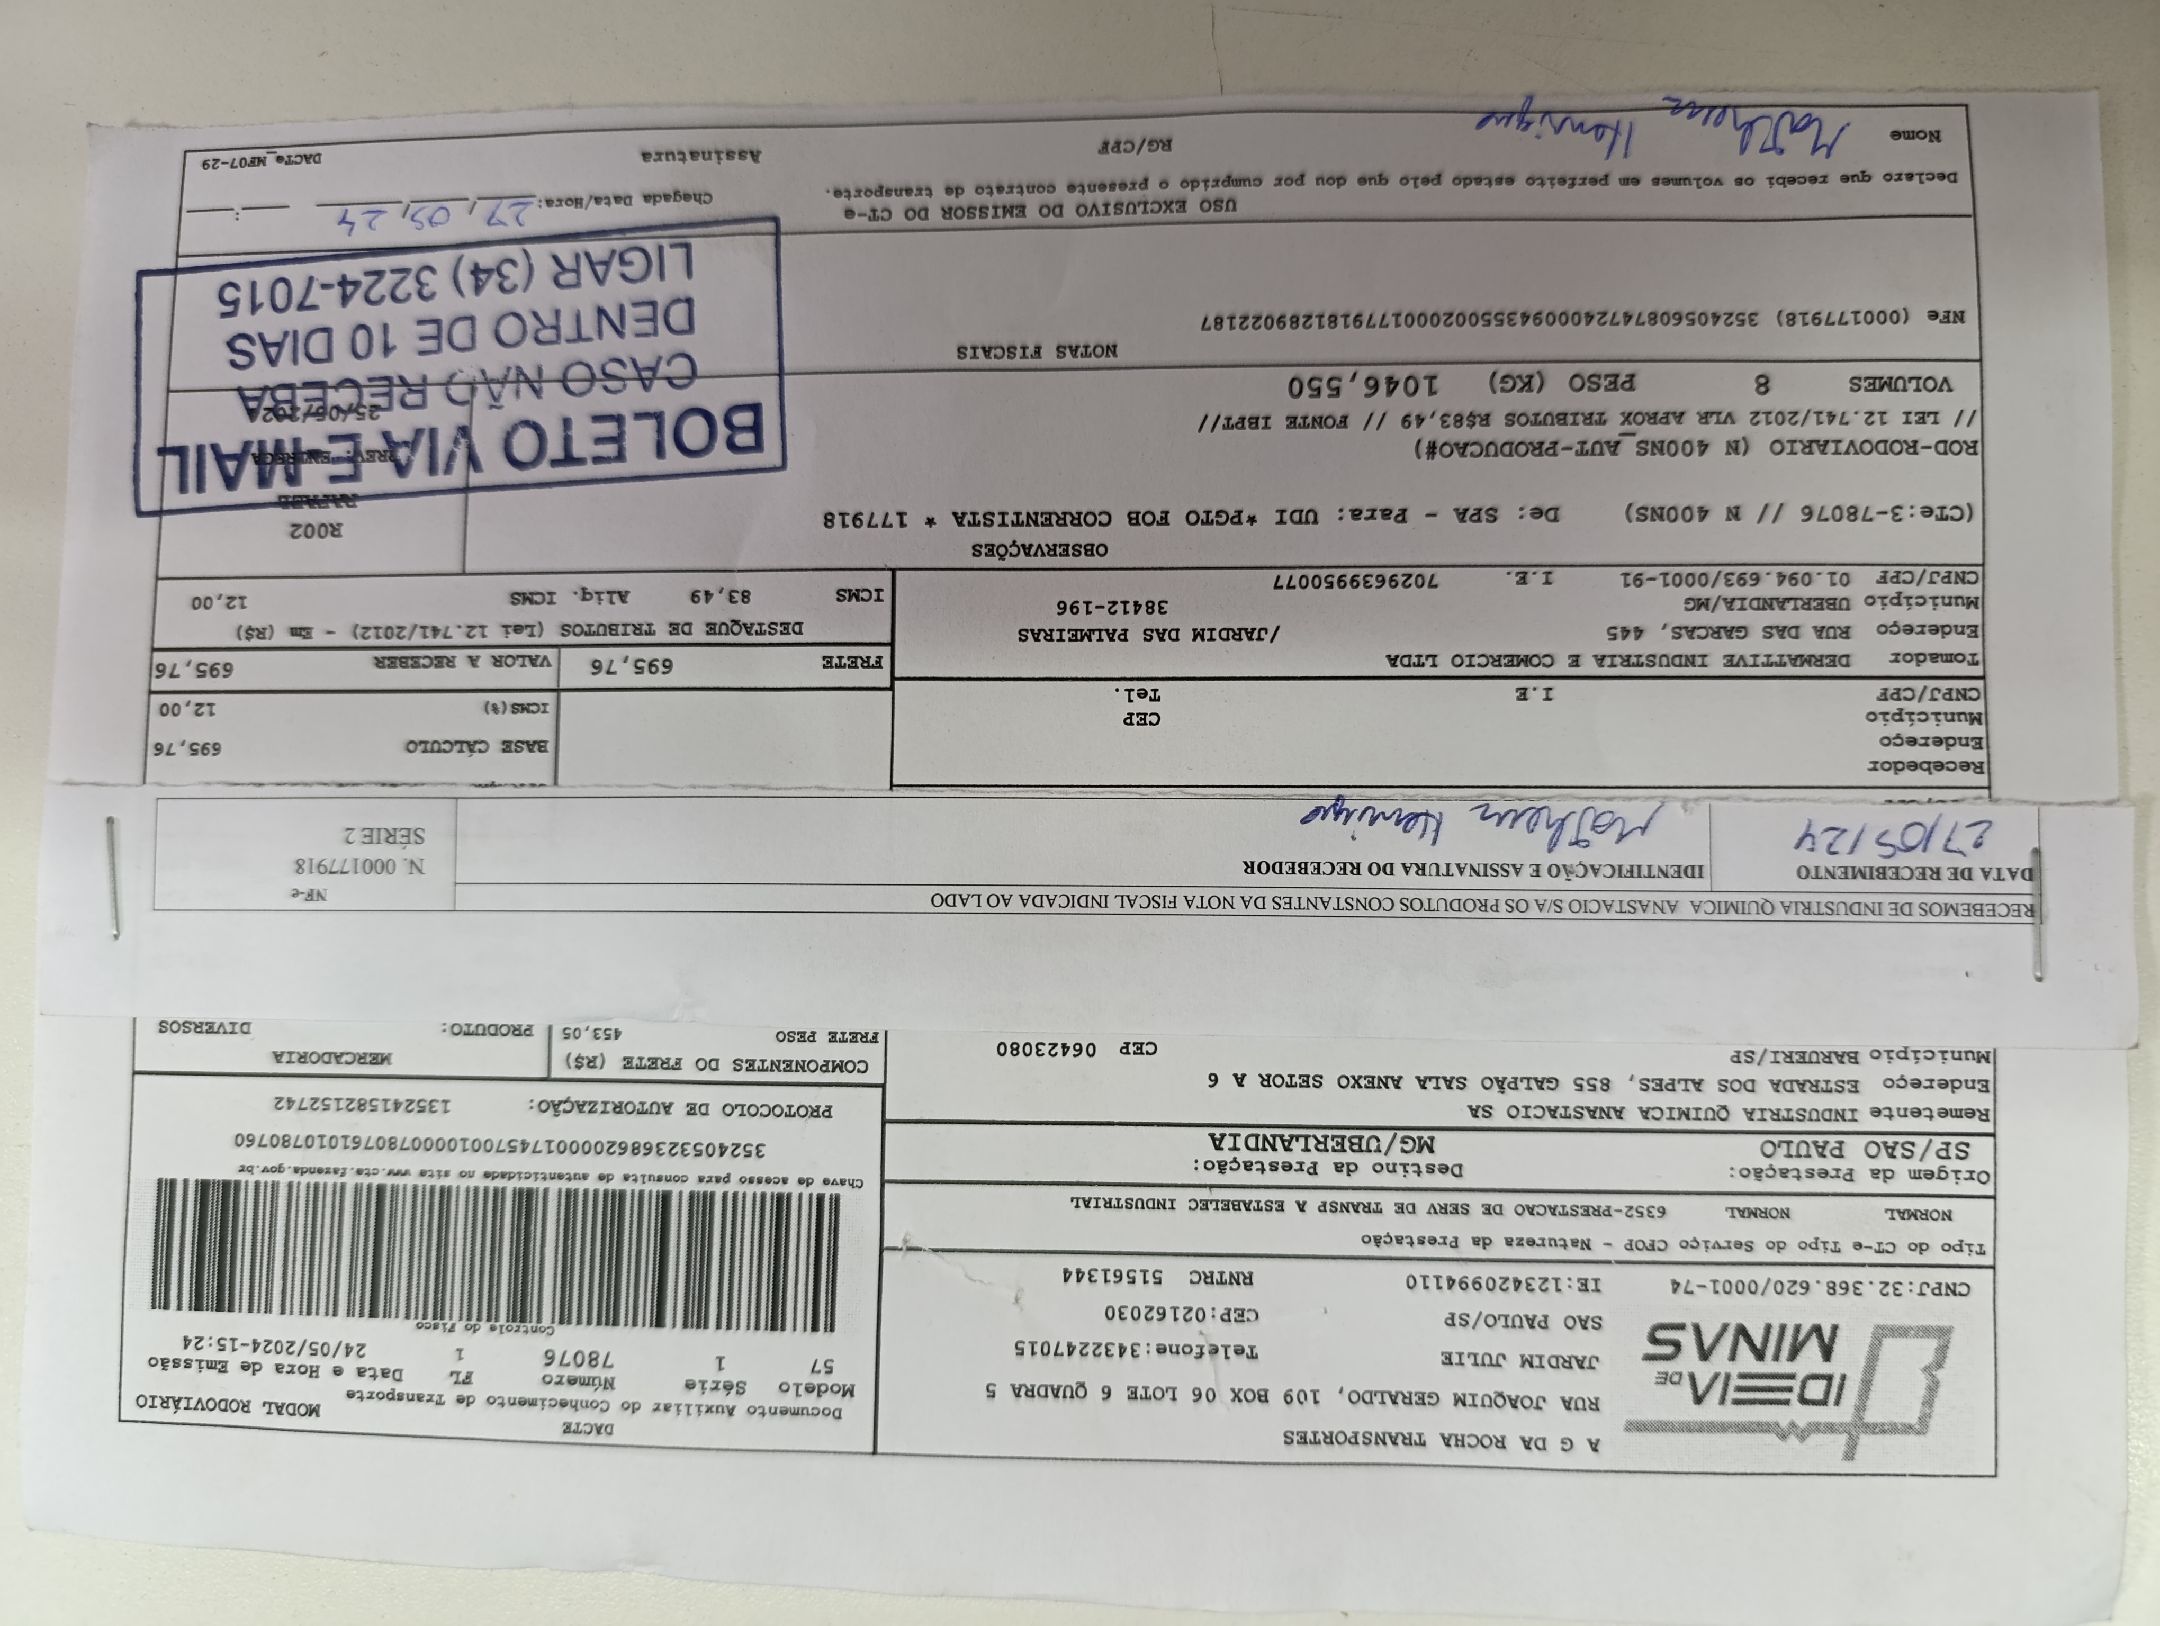 IDEIA DE MINAS
A G DA ROCHA TRANSPORTES
RUA JOAQUIM GERALDO, 109 BOX 06 LOTE 6 QUADRA 5
JARDIM JULIE Telefone:3432247015
SAO PAULO/SP CEP:02162030
CNPJ:32.368.620/0001-74 IE:123420994110 RNTRC 51561344
DACTE
Documento Auxiliar do Conhecimento de Transporte MODAL RODOVIÁRIO
Modelo Série Número FL Data e Hora de Emissão
57 1 78076 1 24/05/2024-15:24
Controle do Fisco
Chave de acesso para consulta de autenticidade no site www.cte.fazenda.gov.br
35240532368620000174570010000780761010780760
PROTOCOLO DE AUTORIZAÇÃO: 135241582152742
Tipo do CT-e Tipo do Serviço CFOP - Natureza da Prestação
NORMAL NORMAL 6352-PRESTACAO DE SERV DE TRANSP A ESTABELEC INDUSTRIAL
Origem da Prestação: Destino da Prestação:
SP/SAO PAULO MG/UBERLANDIA
Remetente INDUSTRIA QUIMICA ANASTACIO SA
Endereço ESTRADA DOS ALPES, 855 GALPÃO SALA ANEXO SETOR A 6
Município BARUERI/SP CEP 06423080
COMPONENTES DO FRETE (R$) MERCADORIA
FRETE PESO 453,05 PRODUTO: DIVERSOS
RECEBEMOS DE INDUSTRIA QUIMICA ANASTACIO S/A OS PRODUTOS CONSTANTES DA NOTA FISCAL INDICADA AO LADO
DATA DE RECEBIMENTO IDENTIFICAÇÃO E ASSINATURA DO RECEBEDOR
27/05/24 Matheus Henrique
NF-e
N. 000177918
SÉRIE 2
Recebedor
Endereço
Município CEP
CNPJ/CPF I.E Tel.
BASE CÁLCULO 695,76
ICMS(%) 12,00
FRETE 695,76 VALOR A RECEBER 695,76
Tomador DERMATTIVE INDUSTRIA E COMERCIO LTDA
Endereço RUA DAS GARCAS, 445 /JARDIM DAS PALMEIRAS
Município UBERLANDIA/MG 38412-196
CNPJ/CPF 01.094.693/0001-91 I.E. 7029639950077
DESTAQUE DE TRIBUTOS (Lei 12.741/2012) - Em (R$)
ICMS 83,49 Aliq. ICMS 12,00
OBSERVAÇÕES
(CTe:3-78076 // N 400NS) De: SPA - Para: UDI *PGTO FOB CORRENTISTA * 177918
ROD-RODOVIARIO (N 400NS_AUT-PRODUCAO#)
// LEI 12.741/2012 VLR APROX TRIBUTOS R$83,49 // FONTE IBPT//
R002
PREV. ENTREGA
VOLUMES 8 PESO (KG) 1046,550
BOLETO VIA E-MAIL
CASO NÃO RECEBA
DENTRO DE 10 DIAS
LIGAR (34) 3224-7015
NOTAS FISCAIS
NFe (000177918) 35240560874724000943550020001779181289022187
USO EXCLUSIVO DO EMISSOR DO CT-e
Declaro que recebi os volumes em perfeito estado pelo que dou por cumprido o presente contrato de transporte.
Chegada Data/Hora: 27, 05, 24
Nome Matheus Henrique RG/CPF Assinatura DACTe_MF07-29